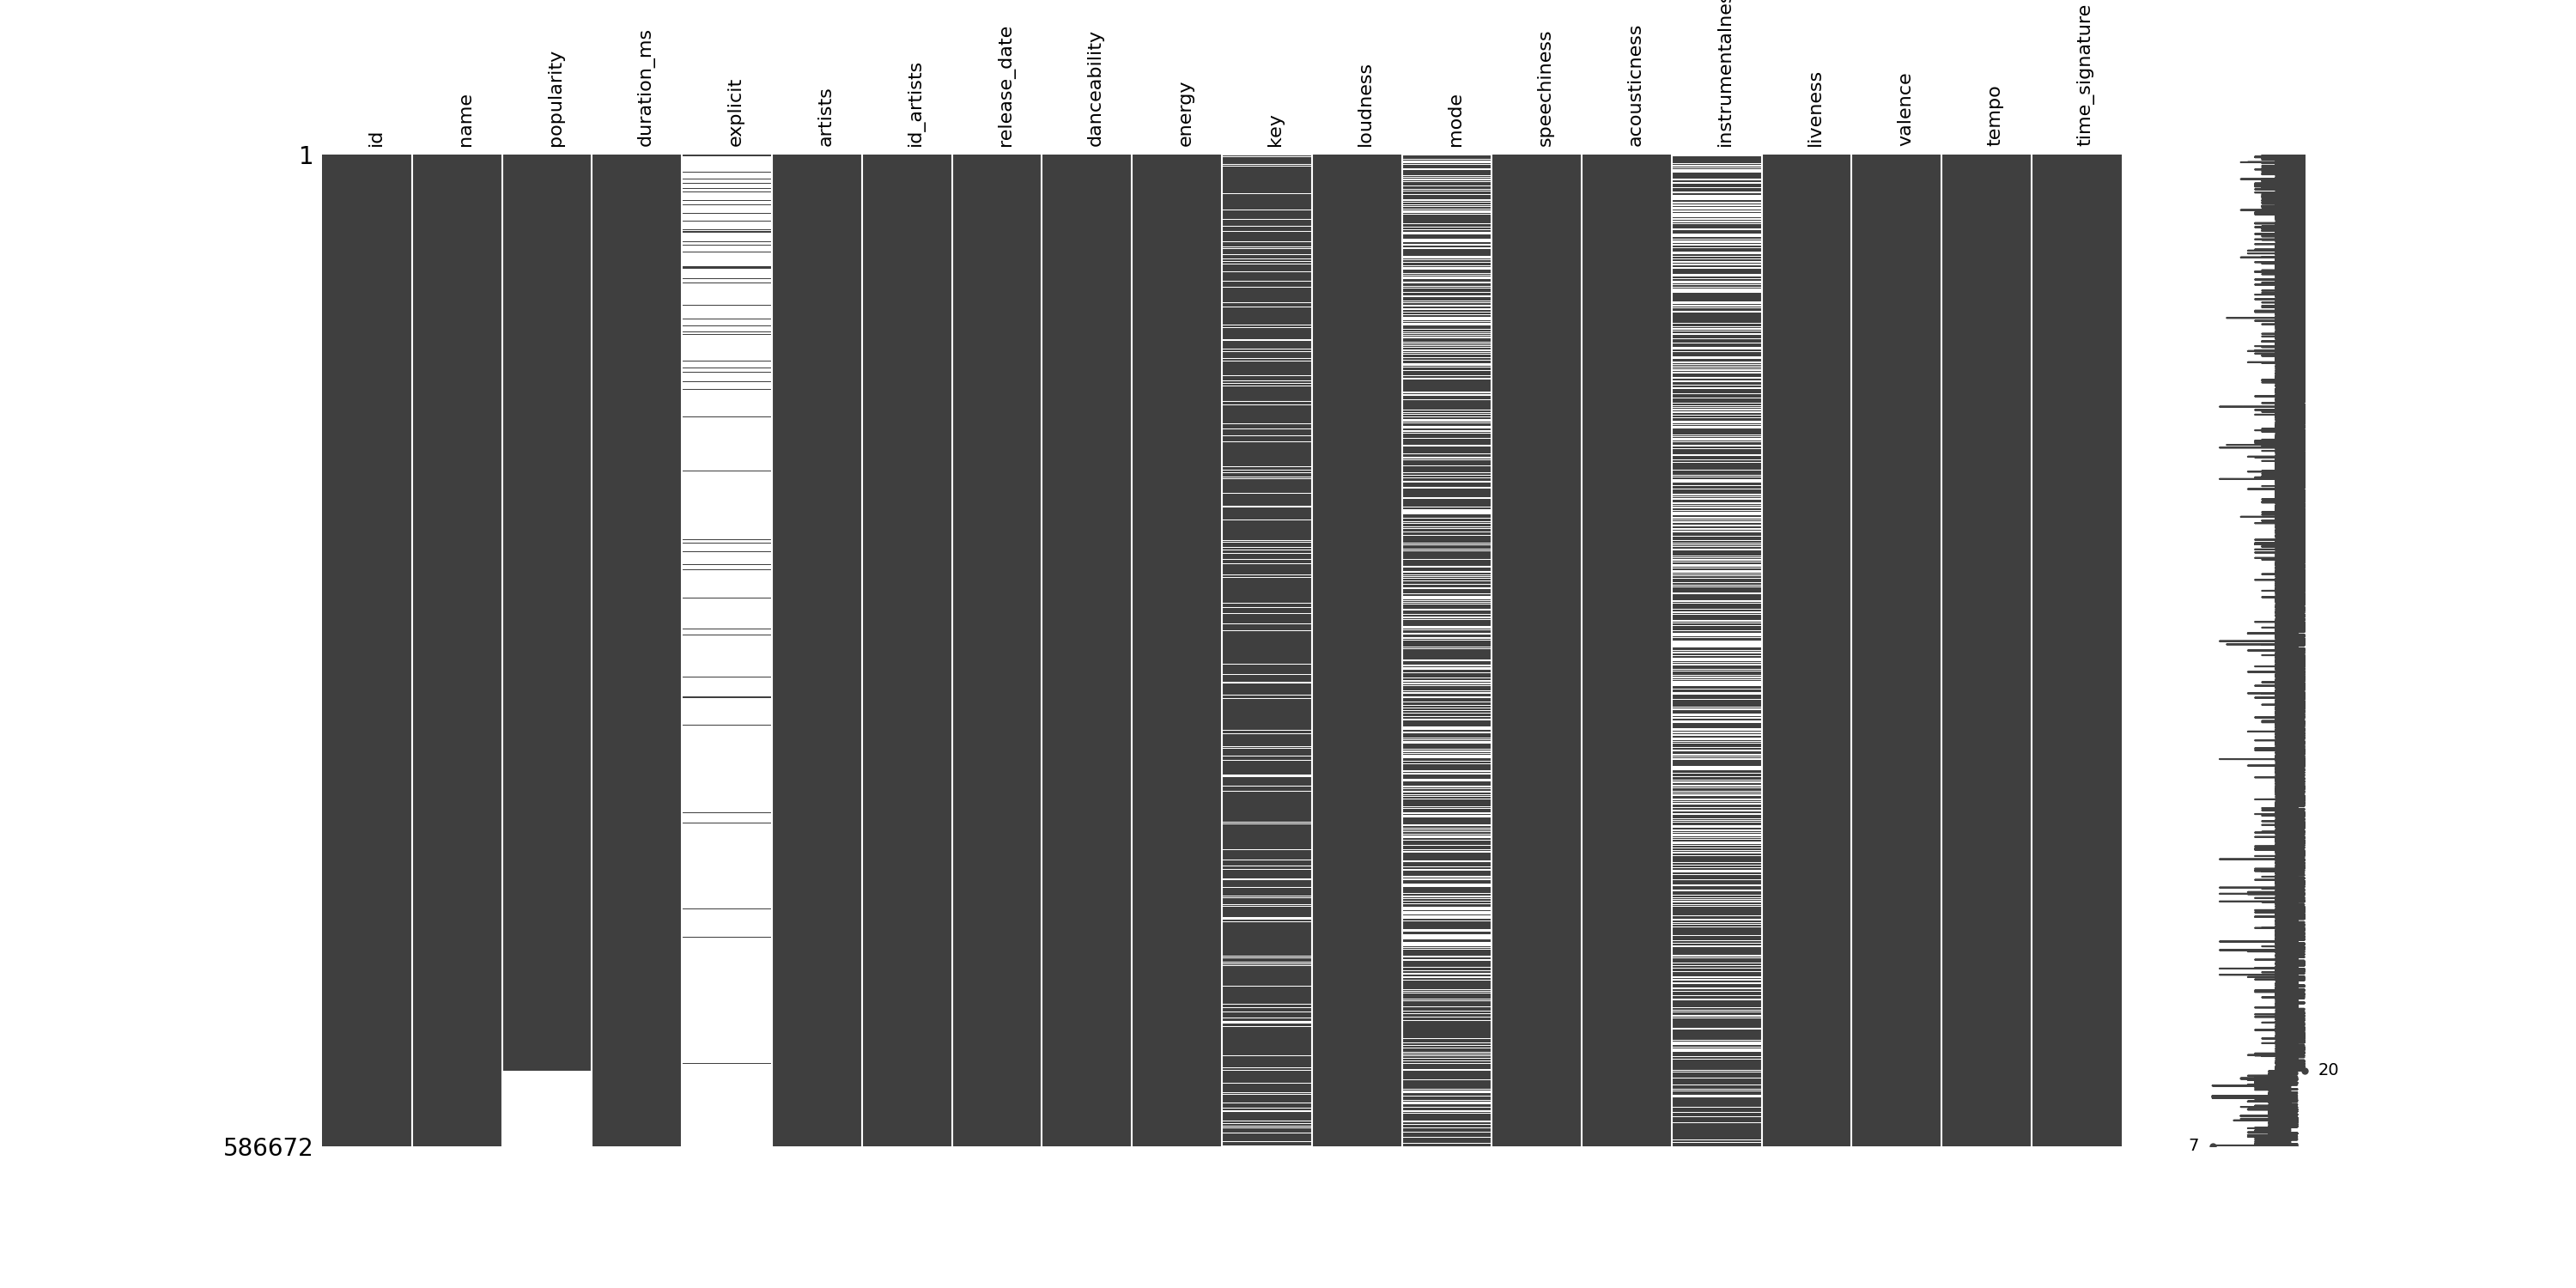 id
name
popularity
duration_ms
explicit
artists
id_artists
release_date
danceability
energy
key
loudness
mode
speechiness
acousticness
instrumentalnes
liveness
valence
tempo
time_signature
1
20
586672
7